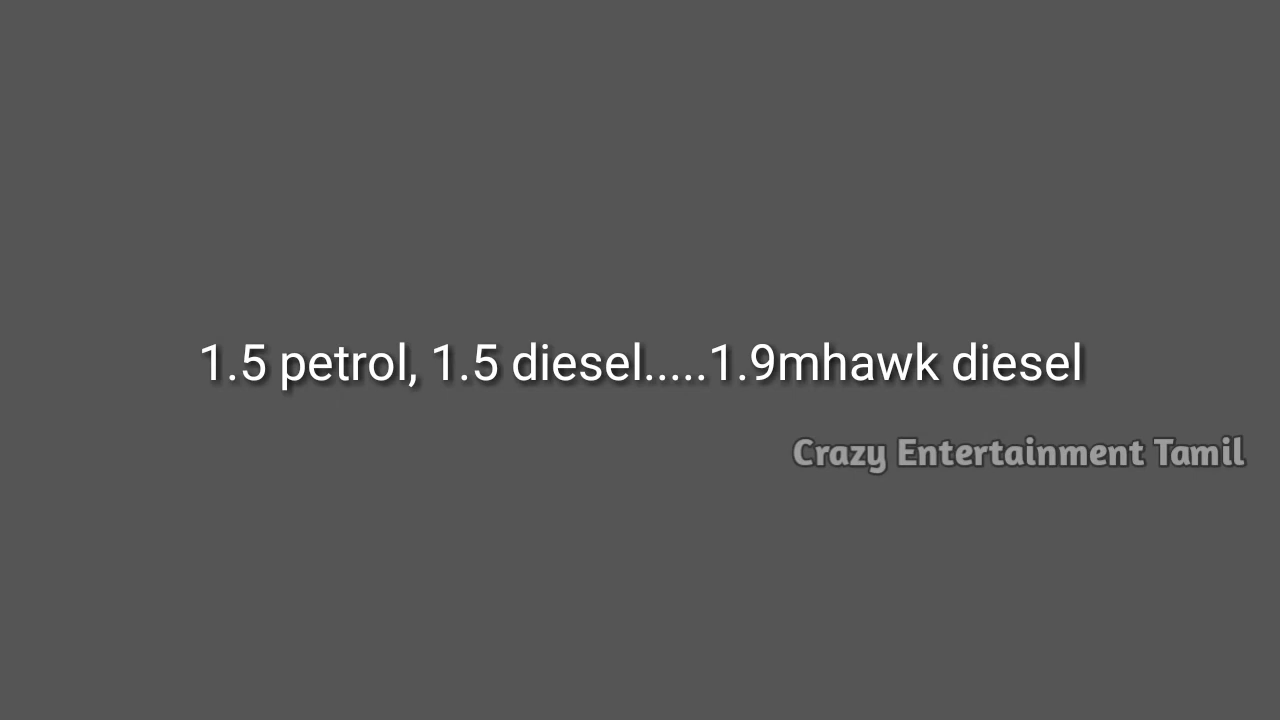 1.5 petrol, 1.5 diesel.....1.9mhawk diesel
Crazy Entertainment Tamil